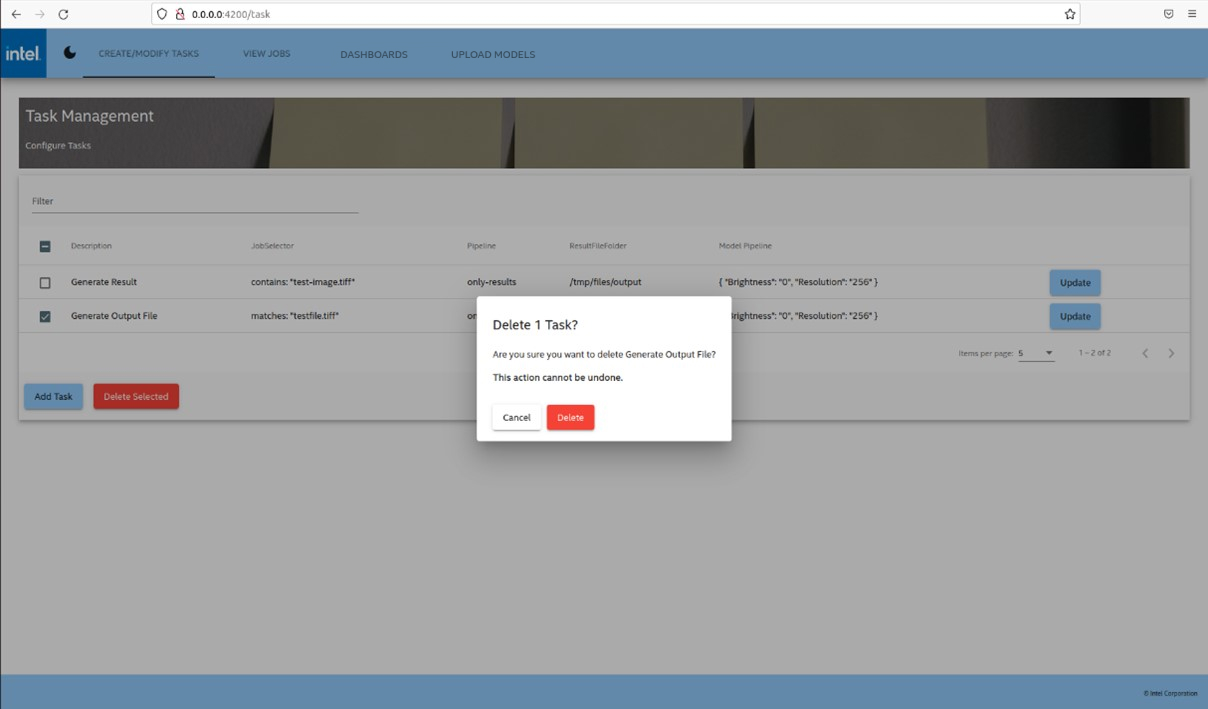 0.0.0.0:4200/task
intel.
CREATE/MODIFY TASKS VIEW JOBS DASHBOARDS UPLOAD MODELS
Task Management
Configure Tasks
Filter
Description JobSelector Pipeline ResultFileFolder Model Pipeline
Generate Result contains: "test-image.tiff" only-results /tmp/files/output { "Brightness": "0", "Resolution": "256" } Update
Generate Output File matches: "testfile.tiff" Brightness": "0", "Resolution": "256" } Update
Items per page: 5 1 – 2 of 2
Add Task Delete Selected
Delete 1 Task?
Are you sure you want to delete Generate Output File?
This action cannot be undone.
Cancel Delete
© Intel Corporation